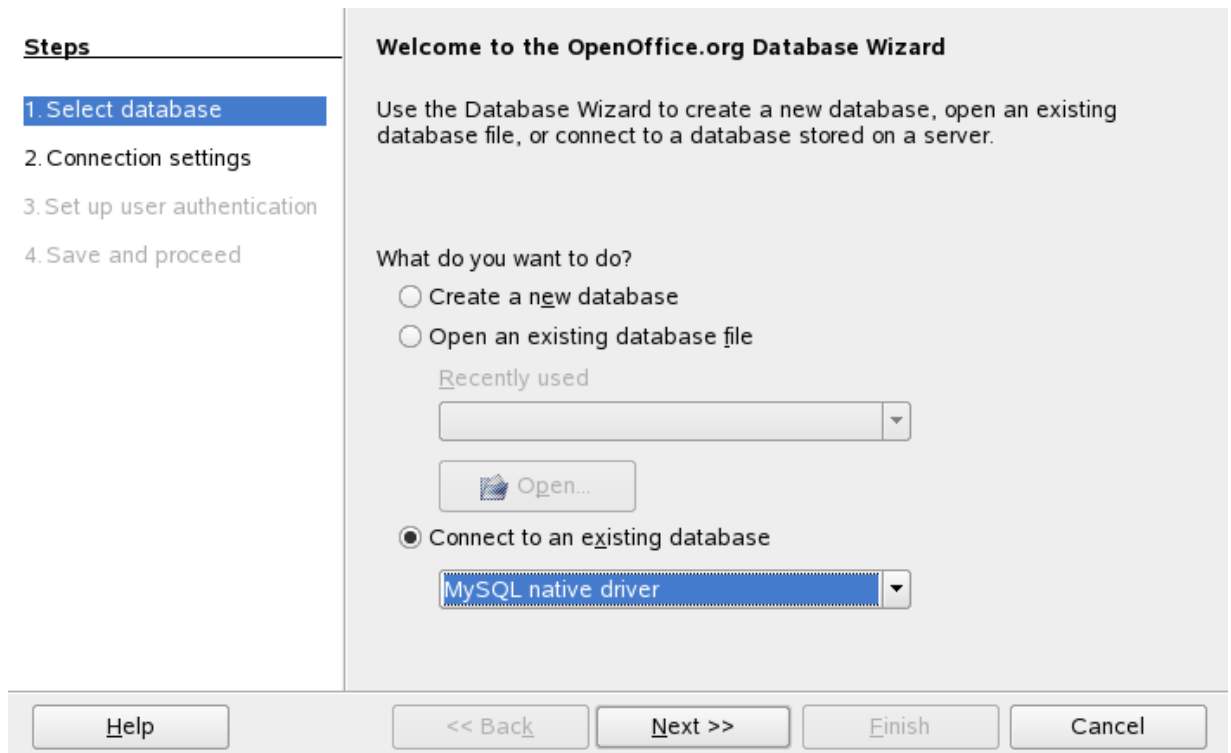 Steps
1. Select database
2. Connection settings
3. Set up user authentication
4. Save and proceed
Welcome to the OpenOffice.org Database Wizard
Use the Database Wizard to create a new database, open an existing
database file, or connect to a database stored on a server.
What do you want to do?
Create a new database
Open an existing database file
Recently used
Open...
Connect to an existing database
MySQL native driver
Help
<< Back
Next >>
Finish
Cancel